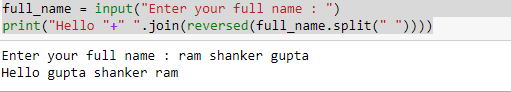 full_name = input("Enter your full name : ")
print("Hello "+" ".join(reversed(full_name.split(" "))))
Enter your full name : ram shanker gupta
Hello gupta shanker ram